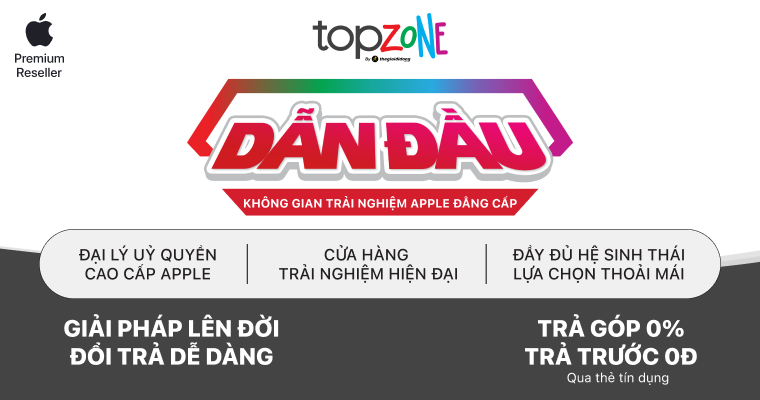 Premium
Reseller
topzone
By thegioididong
DẪN ĐẦU
KHÔNG GIAN TRẢI NGHIỆM APPLE ĐẲNG CẤP
ĐẠI LÝ UỶ QUYỀN
CAO CẤP APPLE
CỬA HÀNG
TRẢI NGHIỆM HIỆN ĐẠI
ĐẦY ĐỦ HỆ SINH THÁI
LỰA CHỌN THOẢI MÁI
GIẢI PHÁP LÊN ĐỜI
ĐỔI TRẢ DỄ DÀNG
TRẢ GÓP 0%
TRẢ TRƯỚC 0Đ
Qua thẻ tín dụng